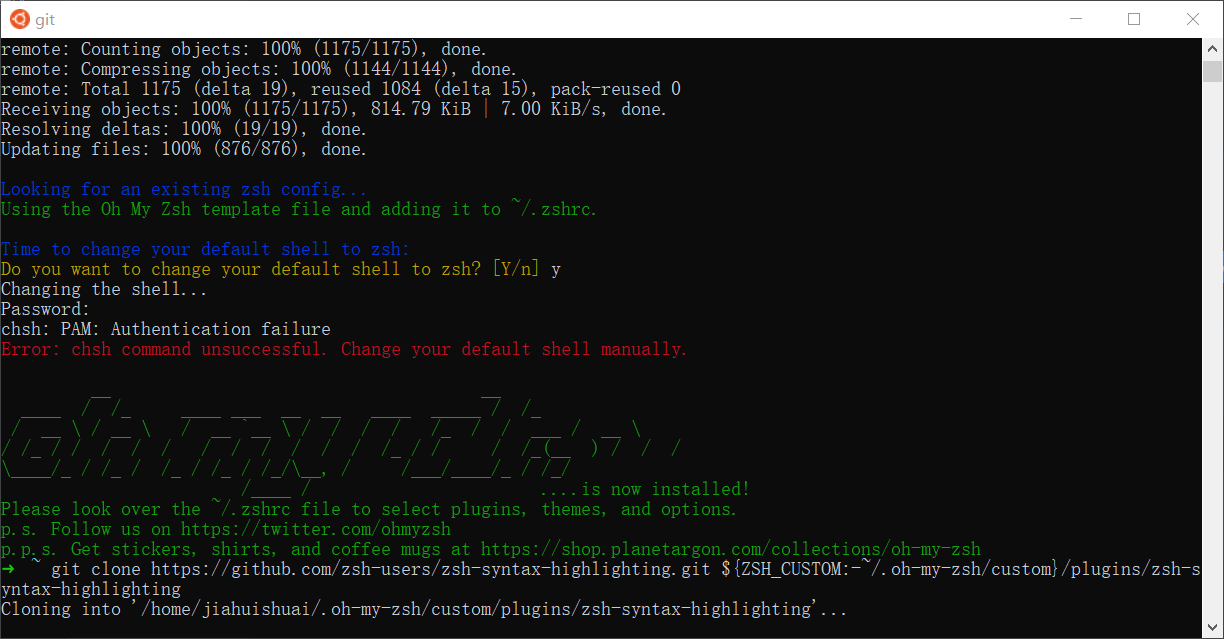 git
remote: Counting objects: 100% (1175/1175), done.
remote: Compressing objects: 100% (1144/1144), done.
remote: Total 1175 (delta 19), reused 1084 (delta 15), pack-reused 0
Receiving objects: 100% (1175/1175), 814.79 KiB | 7.00 KiB/s, done.
Resolving deltas: 100% (19/19), done.
Updating files: 100% (876/876), done.
Looking for an existing zsh config...
Using the Oh My Zsh template file and adding it to ~/.zshrc.
Time to change your default shell to zsh:
Do you want to change your default shell to zsh? [Y/n] y
Changing the shell...
Password:
chsh: PAM: Authentication failure
Error: chsh command unsuccessful. Change your default shell manually.
....is now installed!
Please look over the ~/.zshrc file to select plugins, themes, and options.
p.s. Follow us on https://twitter.com/ohmyzsh
p.p.s. Get stickers, shirts, and coffee mugs at https://shop.planetargon.com/collections/oh-my-zsh
→ ~ git clone https://github.com/zsh-users/zsh-syntax-highlighting.git ${ZSH_CUSTOM:-~/.oh-my-zsh/custom}/plugins/zsh-s
yntax-highlighting
Cloning into '/home/jiahuishuai/.oh-my-zsh/custom/plugins/zsh-syntax-highlighting'...